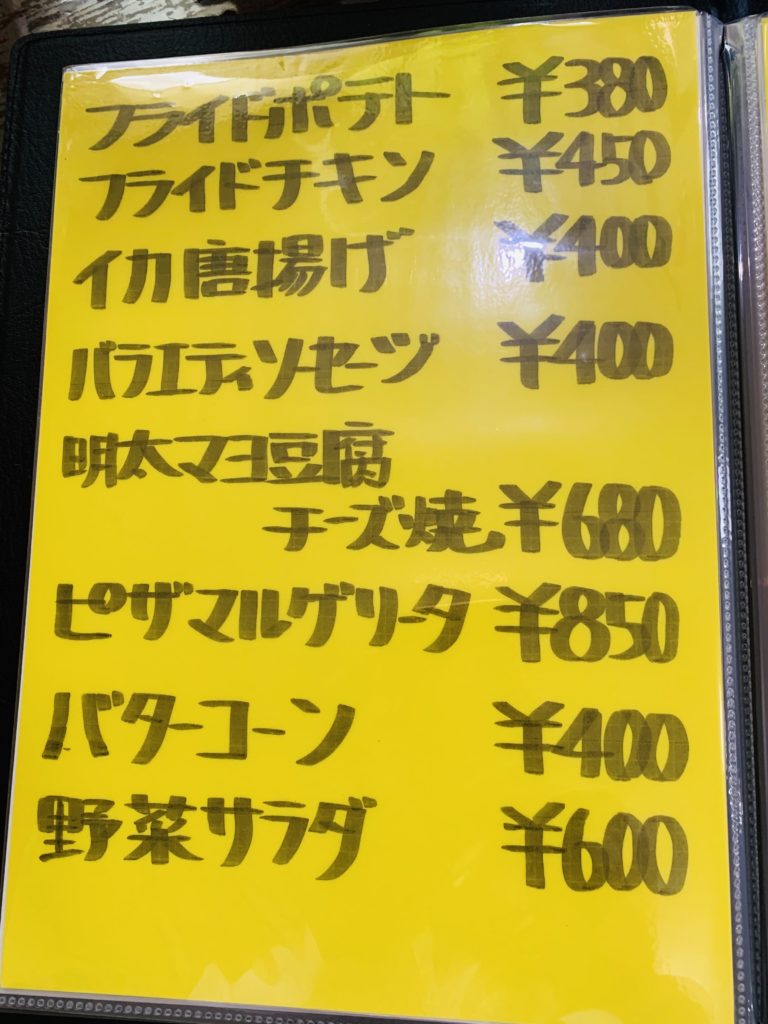 フライドポテト ¥380
フライドチキン ¥450
イカ唐揚げ ¥400
バラエティソーセーツ ¥400
明太マヨ豆腐
チーズ焼 ¥680
ピザマルゲリータ ¥850
バターコーン ¥400
野菜サラダ ¥600